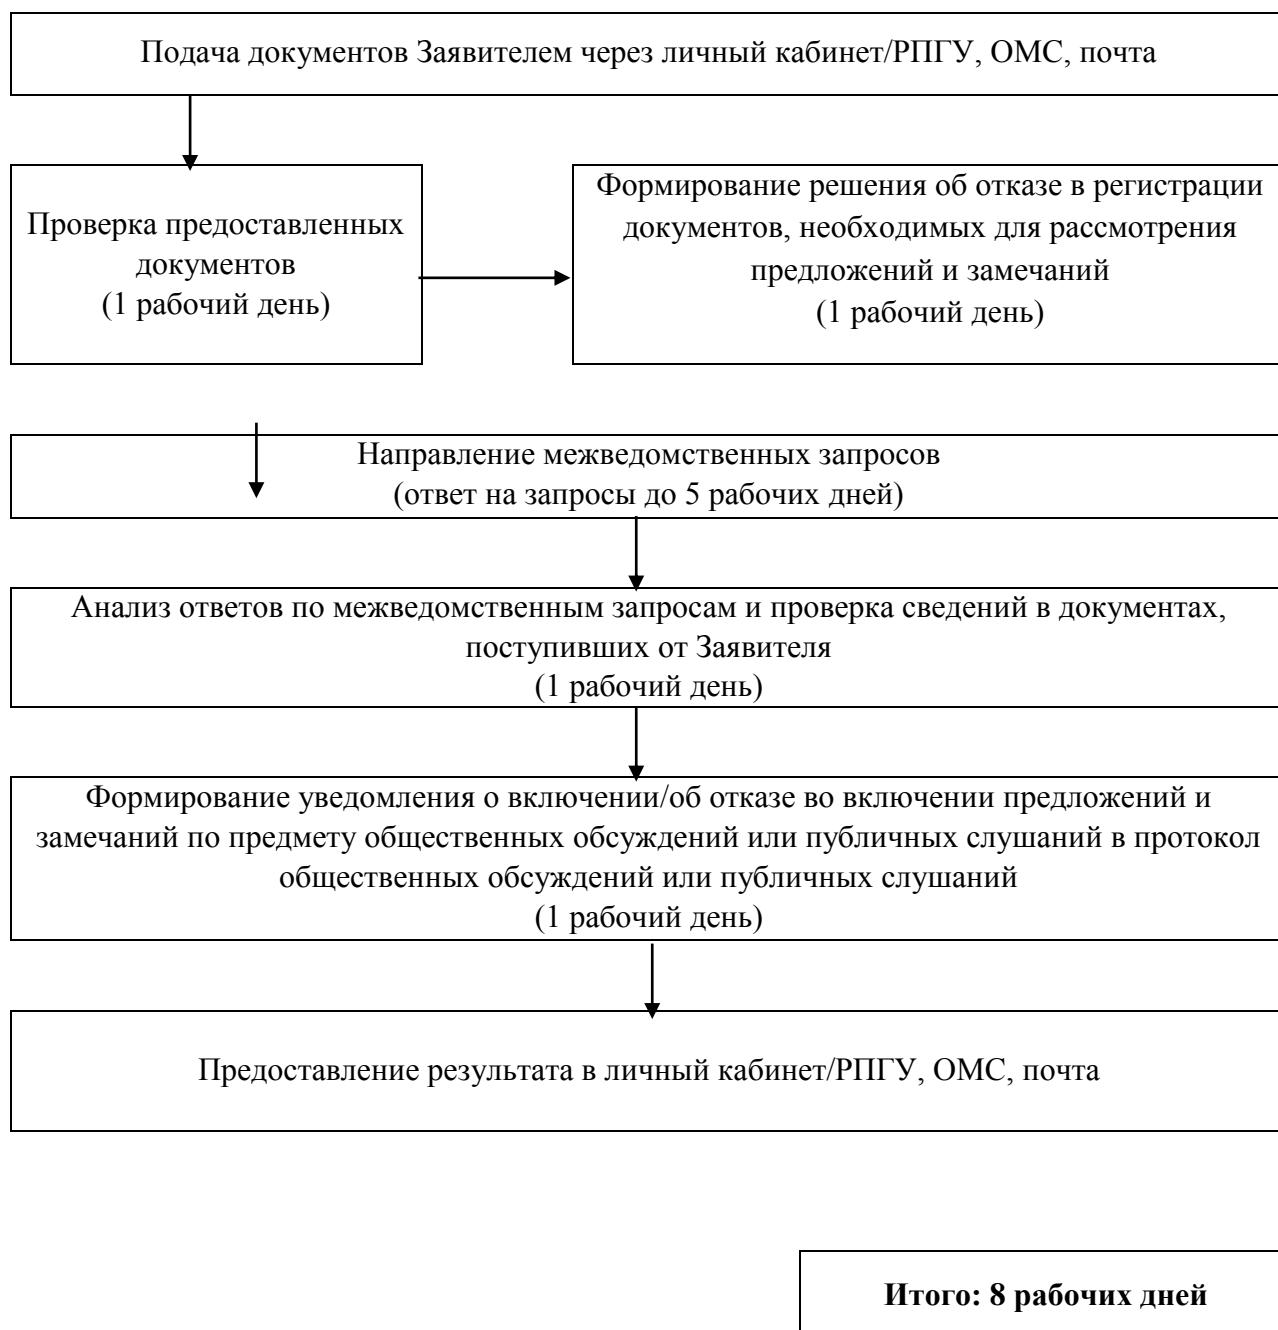 Подача документов Заявителем через личный кабинет/РПГУ, ОМС, почта
Проверка предоставленных
документов
(1 рабочий день)
Формирование решения об отказе в регистрации
документов, необходимых для рассмотрения
предложений и замечаний
(1 рабочий день)
Направление межведомственных запросов
(ответ на запросы до 5 рабочих дней)
Анализ ответов по межведомственным запросам и проверка сведений в документах,
поступивших от Заявителя
(1 рабочий день)
Формирование уведомления о включении/об отказе во включении предложений и
замечаний по предмету общественных обсуждений или публичных слушаний в протокол
общественных обсуждений или публичных слушаний
(1 рабочий день)
Предоставление результата в личный кабинет/РПГУ, ОМС, почта
Итого: 8 рабочих дней